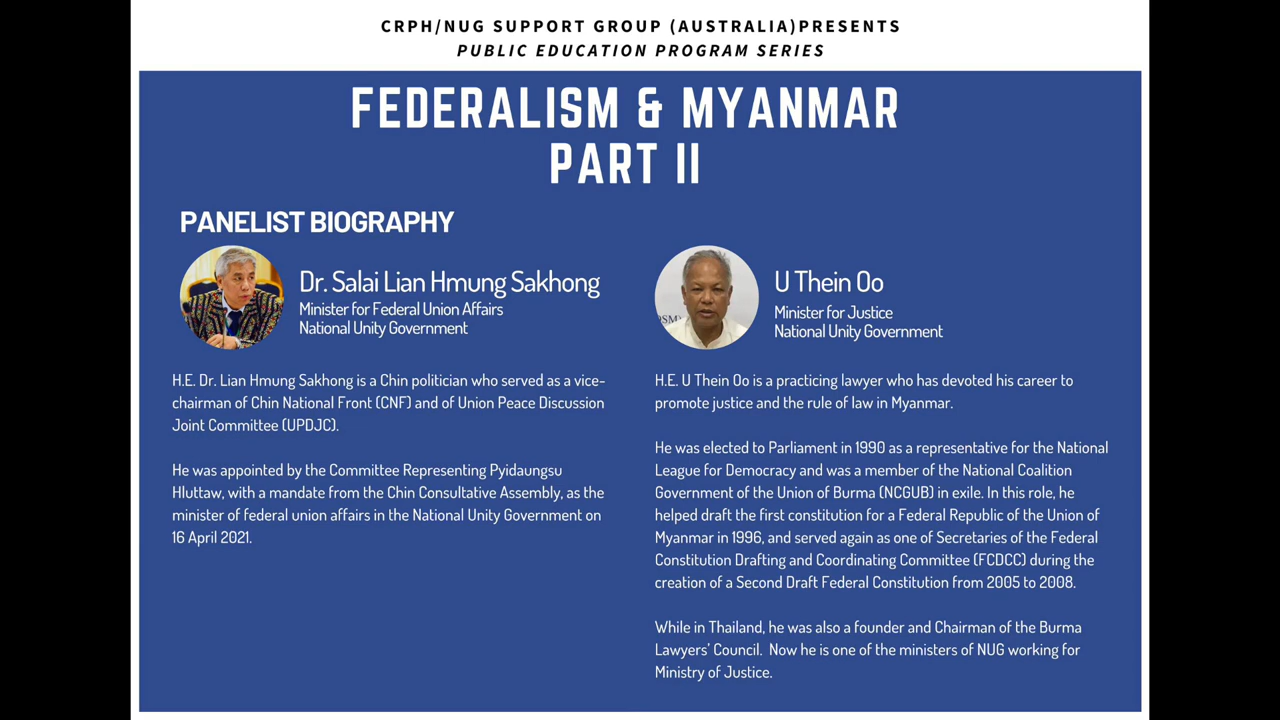 CRPH/NUG SUPPORT GROUP (AUSTRALIA)PRESENTS
PUBLIC EDUCATION PROGRAM SERIES
FEDERALISM & MYANMAR
PART II
PANELIST BIOGRAPHY
Dr. Salai Lian Hmung Sakhong
Minister for Federal Union Affairs
National Unity Government
H.E. Dr. Lian Hmung Sakhong is a Chin politician who served as a vice-
chairman of Chin National Front (CNF) and of Union Peace Discussion
Joint Committee (UPDJC).
He was appointed by the Committee Representing Pyidaungsu
Hluttaw, with a mandate from the Chin Consultative Assembly, as the
minister of federal union affairs in the National Unity Government on
16 April 2021.
U Thein Oo
Minister for Justice
National Unity Government
H.E. U Thein Oo is a practicing lawyer who has devoted his career to
promote justice and the rule of law in Myanmar.
He was elected to Parliament in 1990 as a representative for the National
League for Democracy and was a member of the National Coalition
Government of the Union of Burma (NCGUB) in exile. In this role, he
helped draft the first constitution for a Federal Republic of the Union of
Myanmar in 1996, and served again as one of Secretaries of the Federal
Constitution Drafting and Coordinating Committee (FCDCC) during the
creation of a Second Draft Federal Constitution from 2005 to 2008.
While in Thailand, he was also a founder and Chairman of the Burma
Lawyers' Council.  Now he is one of the ministers of NUG working for
Ministry of Justice.